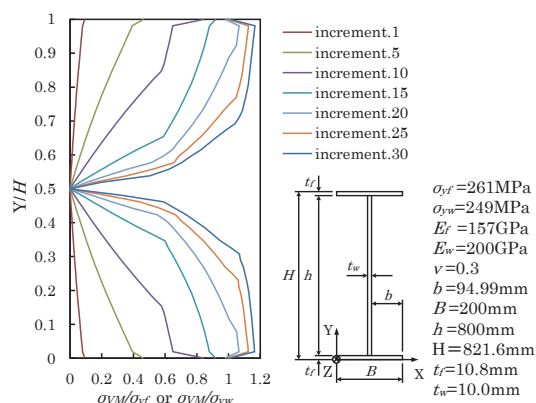 1
0.9
0.8
0.7
0.6
0.5
0.4
0.3
0.2
0.1
0
Y/H
0 0.2 0.4 0.6 0.8 1 1.2
σVM/σyf or σVM/σyw
increment.1
increment.5
increment.10
increment.15
increment.20
increment.25
increment.30
tf
H
h
tw
b
Y
Z
X
tf
B
σyf=261MPa
σyw=249MPa
Ef=157GPa
Ew=200GPa
ν=0.3
b=94.99mm
B=200mm
h=800mm
H=821.6mm
tf=10.8mm
tw=10.0mm